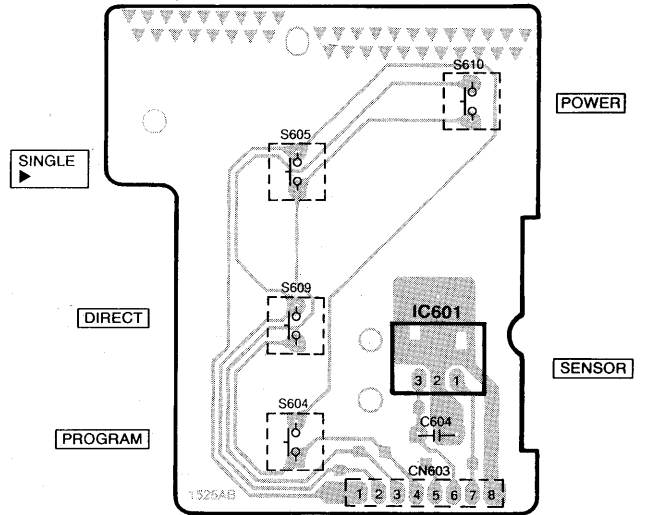 S610
POWER
S605
SINGLE
▶
S609
IC601
DIRECT
3 2 1
SENSOR
S604
C604
PROGRAM
CN603
1526AB
1 2 3 4 5 6 7 8